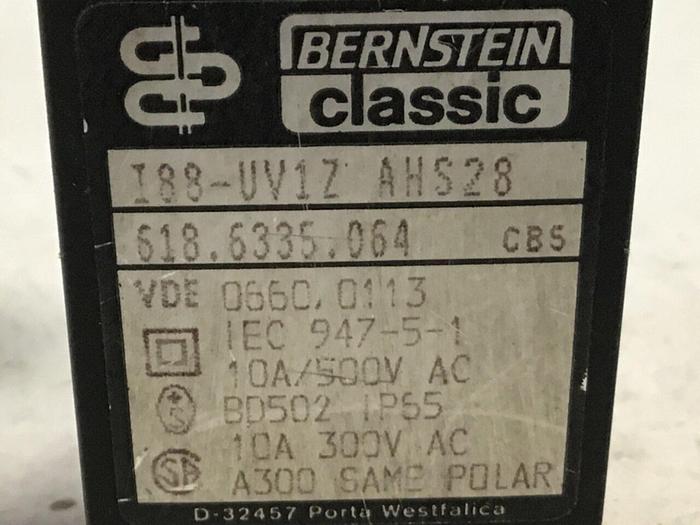 BERNSTEIN
classic
I88-UV1Z AHS28
618.6335.064 CBS
VDE 0660,0113
IEC 947-5-1
10A/500V AC
BD502 IP65
10A 300V AC
A300 SAME POLAR
D-32457 Porta Westfalica